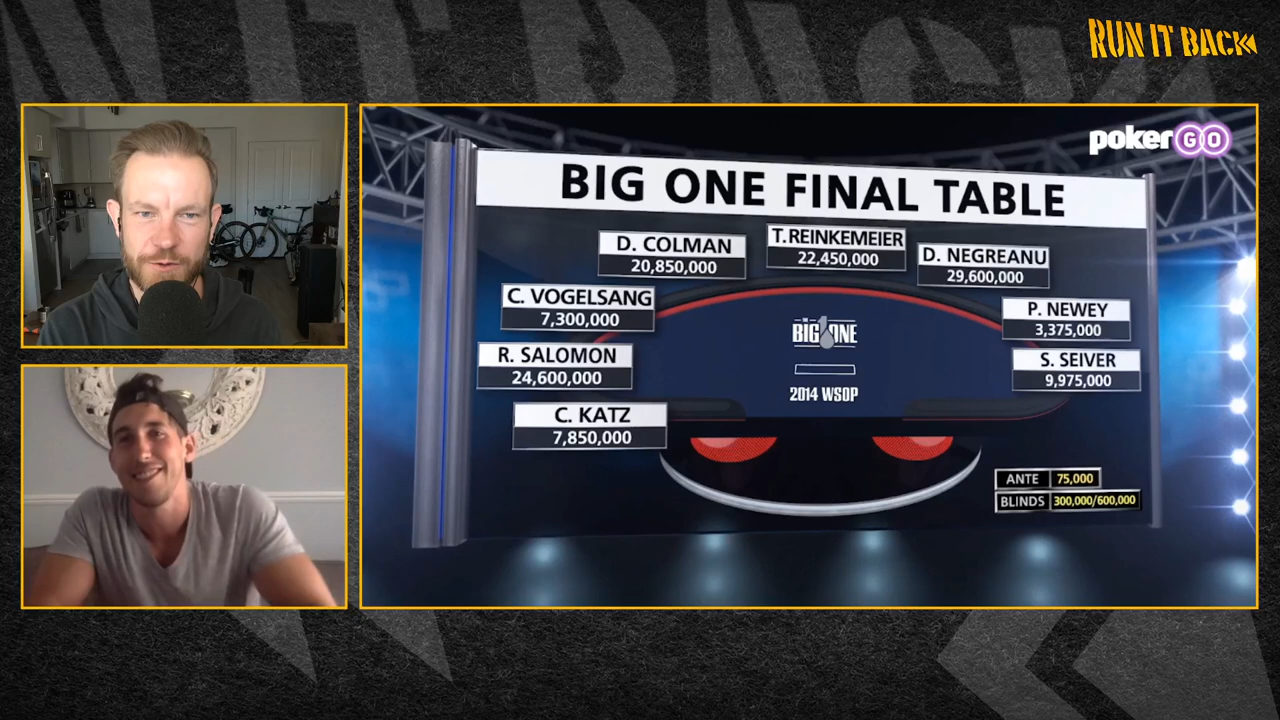 RUN IT BACK
pokerGO
BIG ONE FINAL TABLE
D. COLMAN
20,850,000
T.REINKEMEIER
22,450,000
D. NEGREANU
29,600,000
C. VOGELSANG
7,300,000
P. NEWEY
3,375,000
R. SALOMON
24,600,000
S. SEIVER
9,975,000
C. KATZ
7,850,000
BIG ONE
2014 WSOP
ANTE 75,000
BLINDS 300,000/600,000